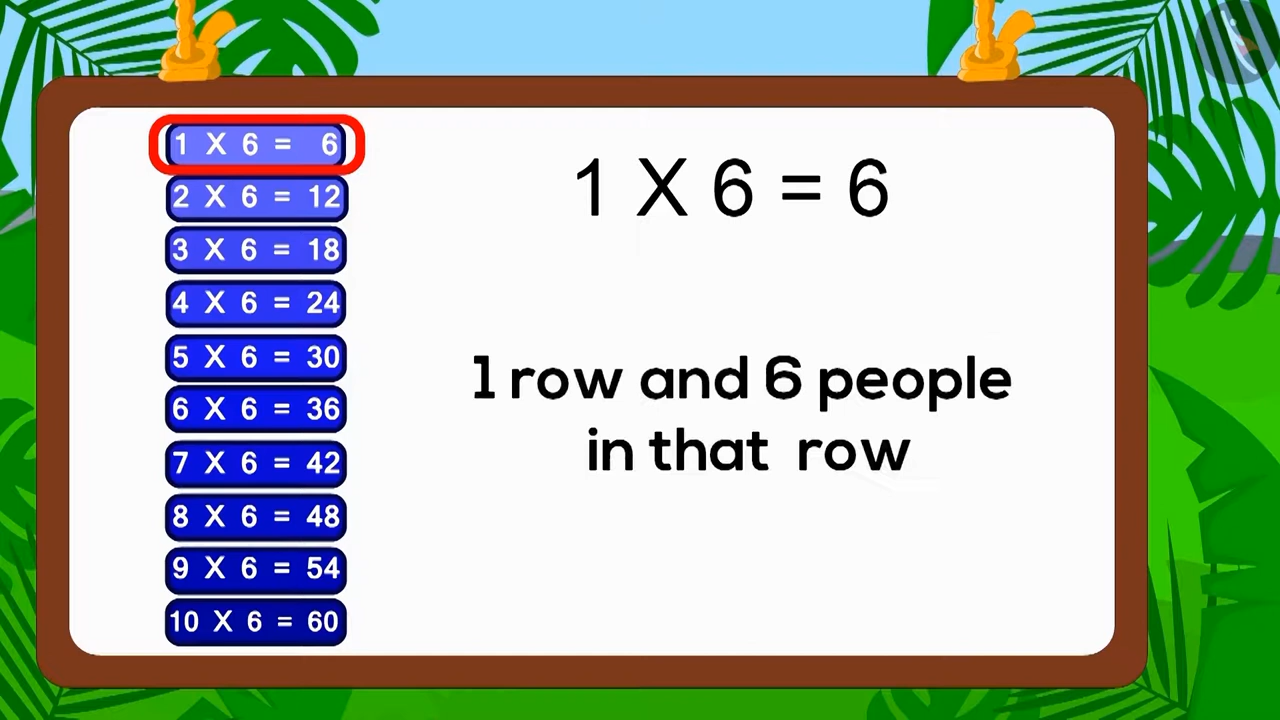 1 X 6 = 6
2 X 6 = 12
3 X 6 = 18
4 X 6 = 24
5 X 6 = 30
6 X 6 = 36
7 X 6 = 42
8 X 6 = 48
9 X 6 = 54
10 X 6 = 60
1 X 6 = 6
1 row and 6 people
in that row